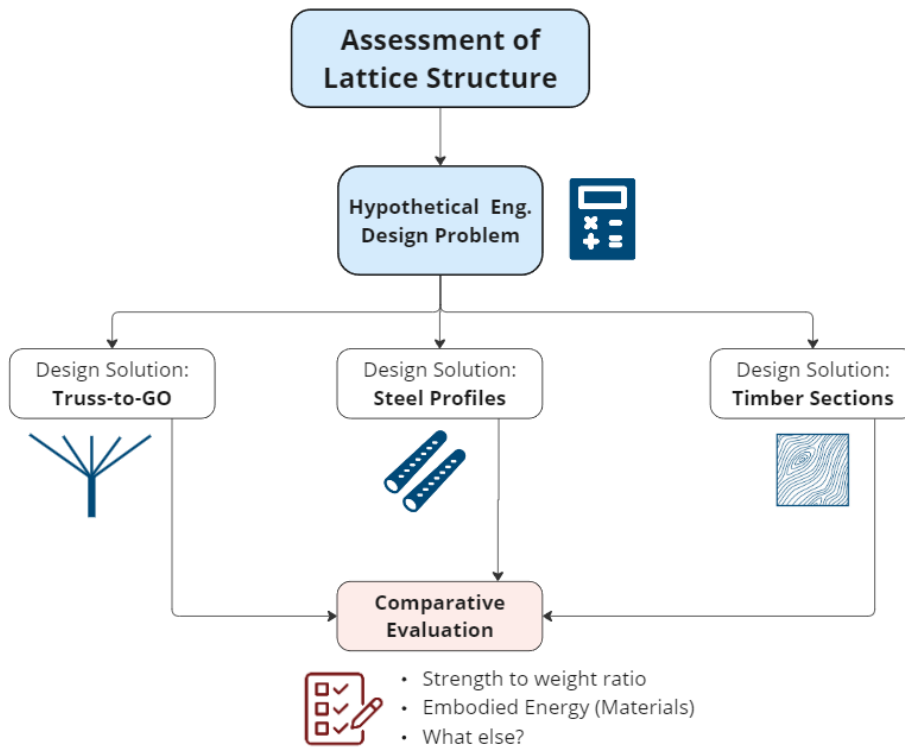 Assessment of
Lattice Structure
Hypothetical Eng.
Design Problem
Design Solution:
Truss-to-GO
Design Solution:
Steel Profiles
Design Solution:
Timber Sections
Comparative
Evaluation
• Strength to weight ratio
• Embodied Energy (Materials)
• What else?